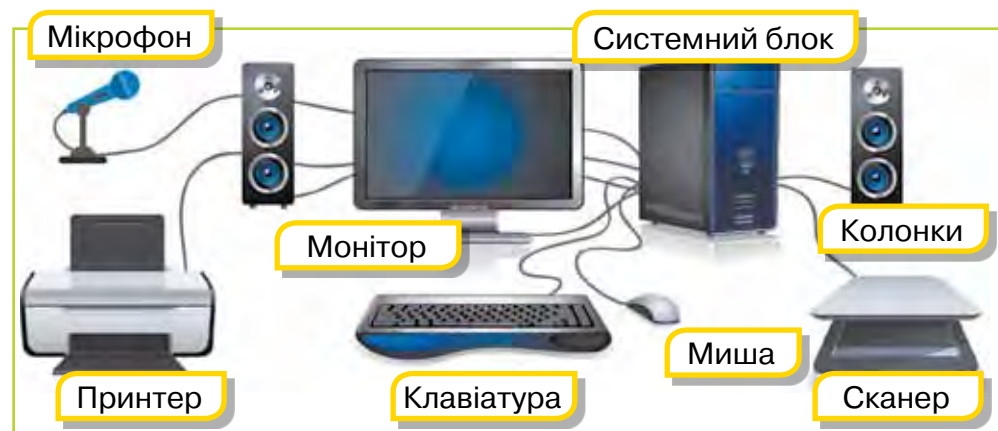 Мікрофон
Системний блок
Монітор
Колонки
Миша
Принтер
Клавіатура
Сканер